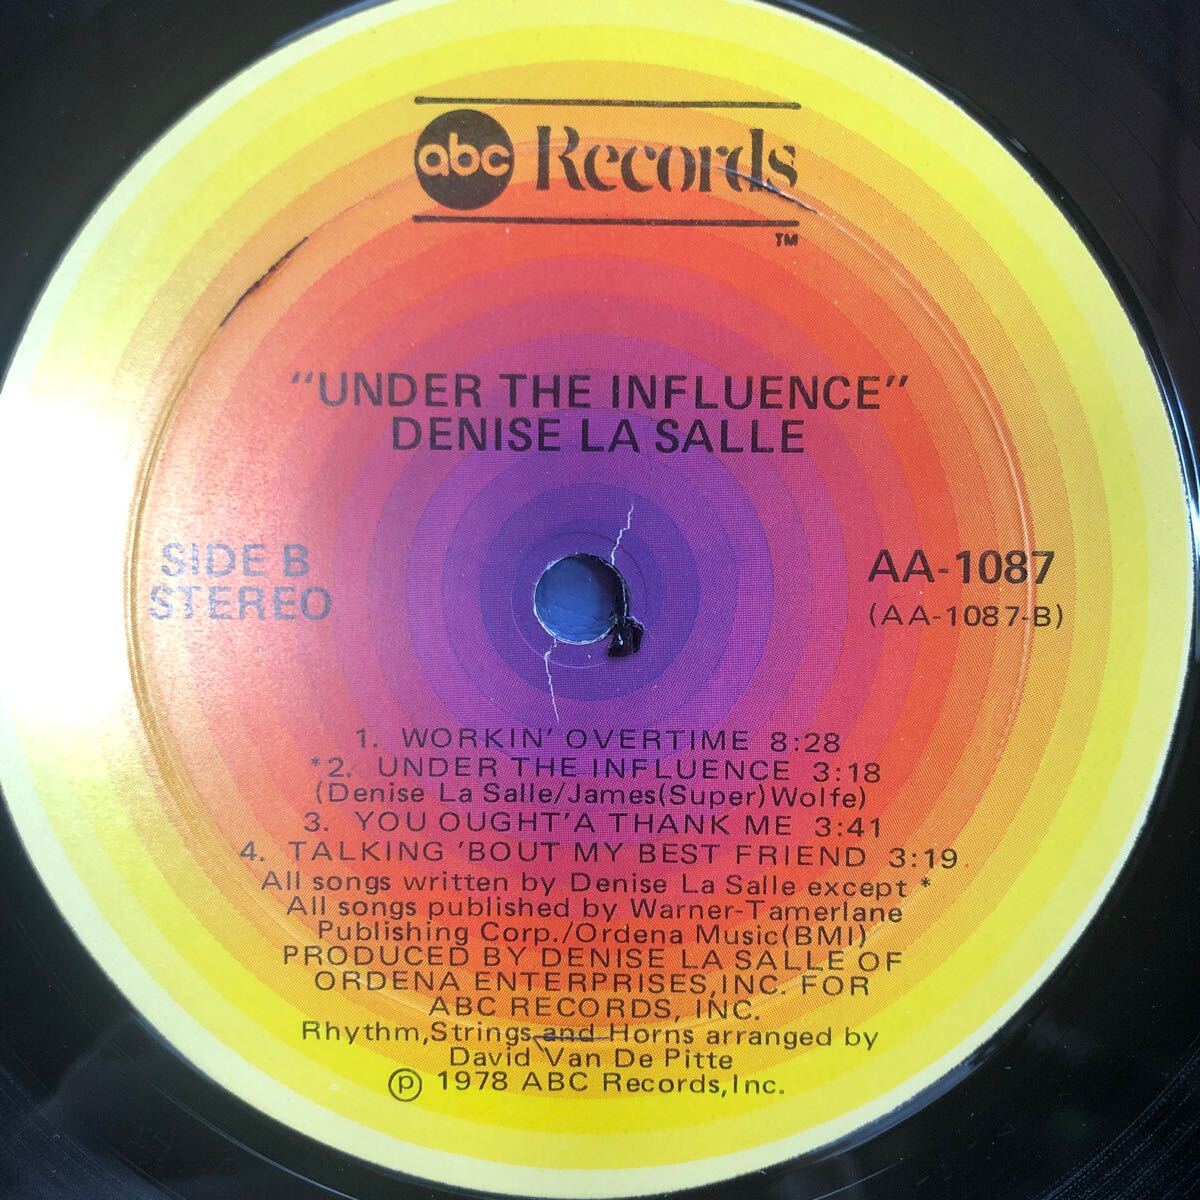 abc Records
TM
"UNDER THE INFLUENCE"
DENISE LA SALLE
SIDE B
STEREO
AA-1087
(AA-1087-B)
1. WORKIN' OVERTIME 8:28
*2. UNDER THE INFLUENCE 3:18
(Denise La Salle/James(Super)Wolfe)
3. YOU OUGHT'A THANK ME 3:41
4. TALKING 'BOUT MY BEST FRIEND 3:19
All songs written by Denise La Salle except *
All songs published by Warner-Tamerlane
Publishing Corp./Ordena Music(BMI)
PRODUCED BY DENISE LA SALLE OF
ORDENA ENTERPRISES,INC. FOR
ABC RECORDS, INC.
Rhythm,Strings and Horns arranged by
David Van De Pitte
℗ 1978 ABC Records,Inc.